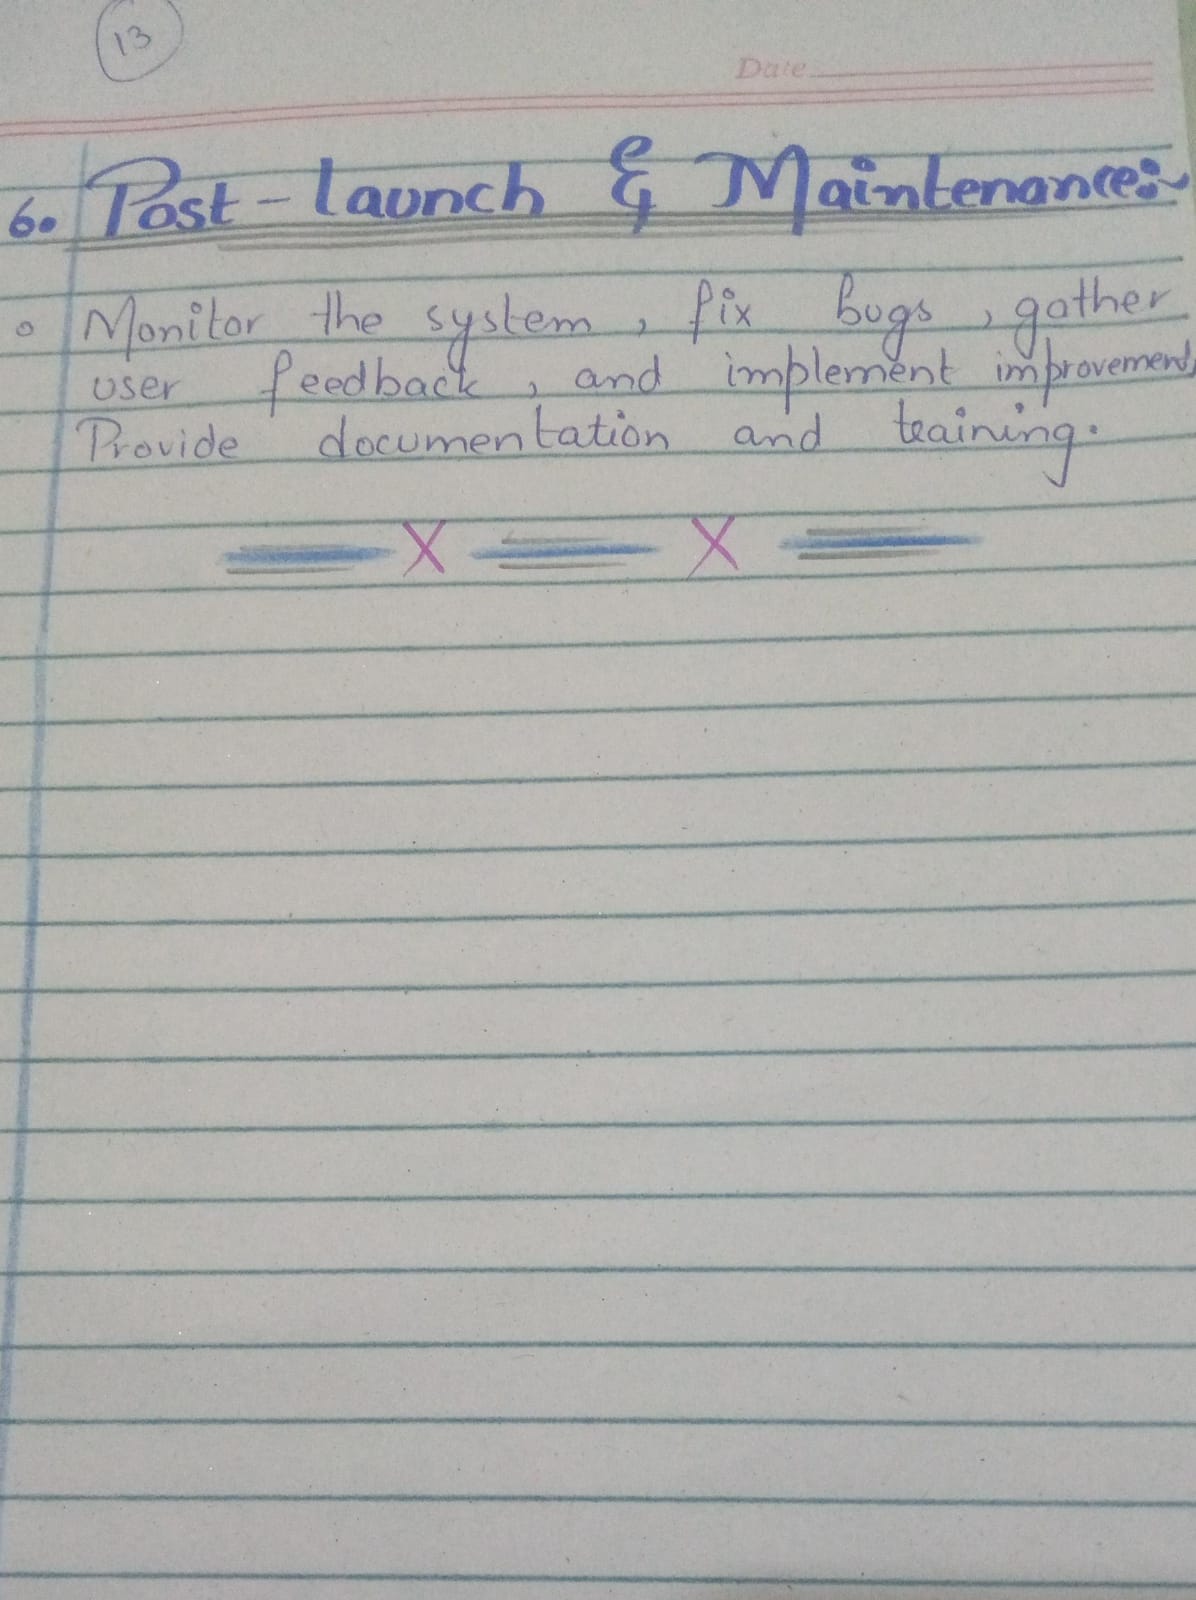 13
Date
6. Post-launch & Maintenance:~
Monitor the system, fix bugs, gather
user feedback, and implement improvements,
Provide documentation and training.
X X